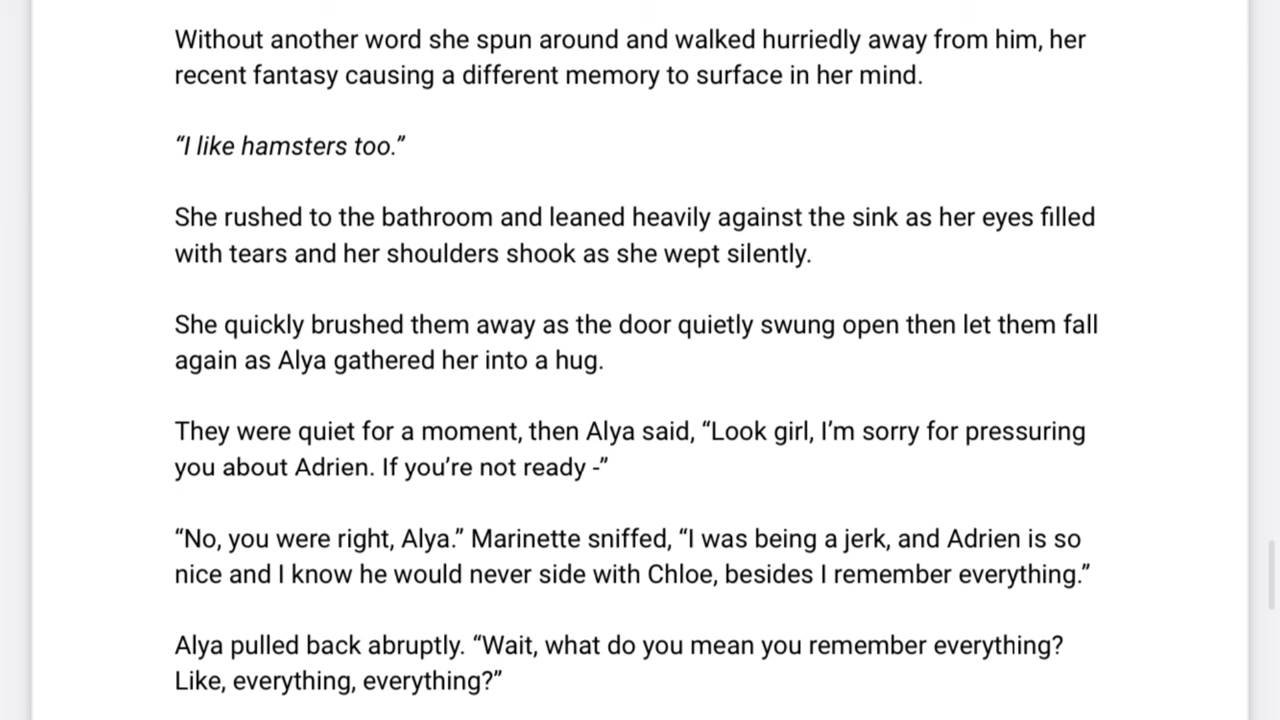 Without another word she spun around and walked hurriedly away from him, her
recent fantasy causing a different memory to surface in her mind.
“I like hamsters too.”
She rushed to the bathroom and leaned heavily against the sink as her eyes filled
with tears and her shoulders shook as she wept silently.
She quickly brushed them away as the door quietly swung open then let them fall
again as Alya gathered her into a hug.
They were quiet for a moment, then Alya said, “Look girl, I’m sorry for pressuring
you about Adrien. If you’re not ready -”
“No, you were right, Alya.” Marinette sniffed, “I was being a jerk, and Adrien is so
nice and I know he would never side with Chloe, besides I remember everything.”
Alya pulled back abruptly. “Wait, what do you mean you remember everything?
Like, everything, everything?”